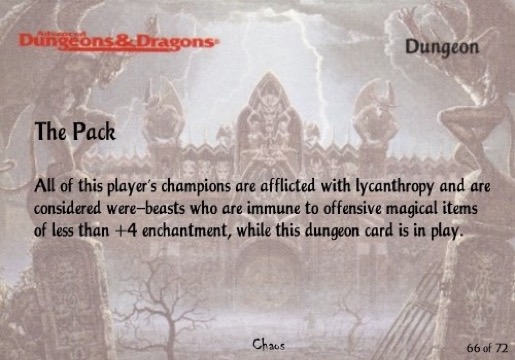 Advanced
Dungeons & Dragons®
Dungeon
The Pack
All of this player's champions are afflicted with lycanthropy and are
considered were-beasts who are immune to offensive magical items
of less than +4 enchantment, while this dungeon card is in play.
Chaos
66 of 72